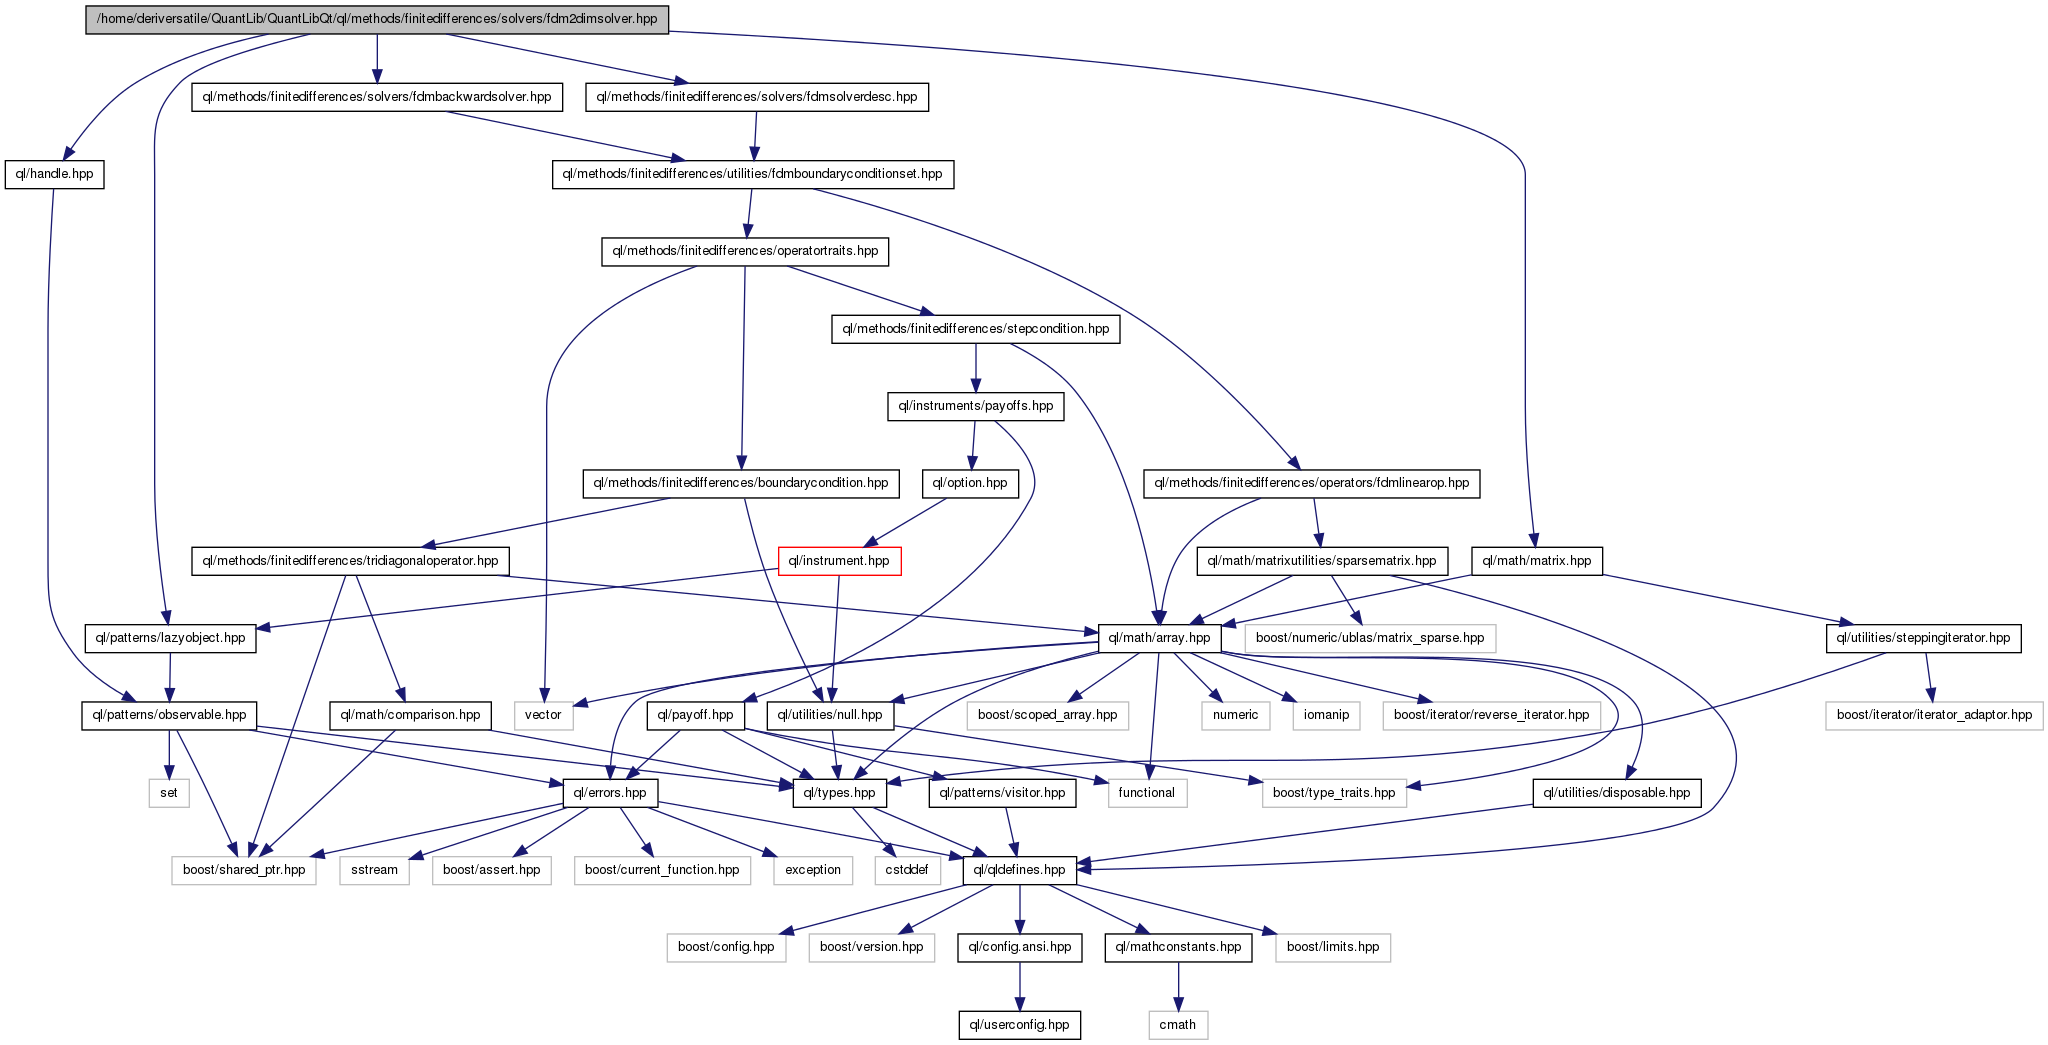 /home/deriversatile/QuantLib/QuantLibQt/ql/methods/finitedifferences/solvers/fdm2dimsolver.hpp
ql/methods/finitedifferences/solvers/fdmbackwardsolver.hpp
ql/methods/finitedifferences/solvers/fdmsolverdesc.hpp
ql/handle.hpp
ql/methods/finitedifferences/utilities/fdmboundaryconditionset.hpp
ql/methods/finitedifferences/operatortraits.hpp
ql/methods/finitedifferences/stepcondition.hpp
ql/instruments/payoffs.hpp
ql/methods/finitedifferences/boundarycondition.hpp
ql/option.hpp
ql/methods/finitedifferences/operators/fdmlinearop.hpp
ql/methods/finitedifferences/tridiagonaloperator.hpp
ql/instrument.hpp
ql/math/matrixutilities/sparsematrix.hpp
ql/math/matrix.hpp
ql/patterns/lazyobject.hpp
ql/math/array.hpp
boost/numeric/ublas/matrix_sparse.hpp
ql/utilities/steppingiterator.hpp
ql/patterns/observable.hpp
ql/math/comparison.hpp
vector
ql/payoff.hpp
ql/utilities/null.hpp
boost/scoped_array.hpp
numeric
iomanip
boost/iterator/reverse_iterator.hpp
boost/iterator/iterator_adaptor.hpp
set
ql/errors.hpp
ql/types.hpp
ql/patterns/visitor.hpp
functional
boost/type_traits.hpp
ql/utilities/disposable.hpp
boost/shared_ptr.hpp
sstream
boost/assert.hpp
boost/current_function.hpp
exception
cstddef
ql/qldefines.hpp
boost/config.hpp
boost/version.hpp
ql/config.ansi.hpp
ql/mathconstants.hpp
boost/limits.hpp
ql/userconfig.hpp
cmath